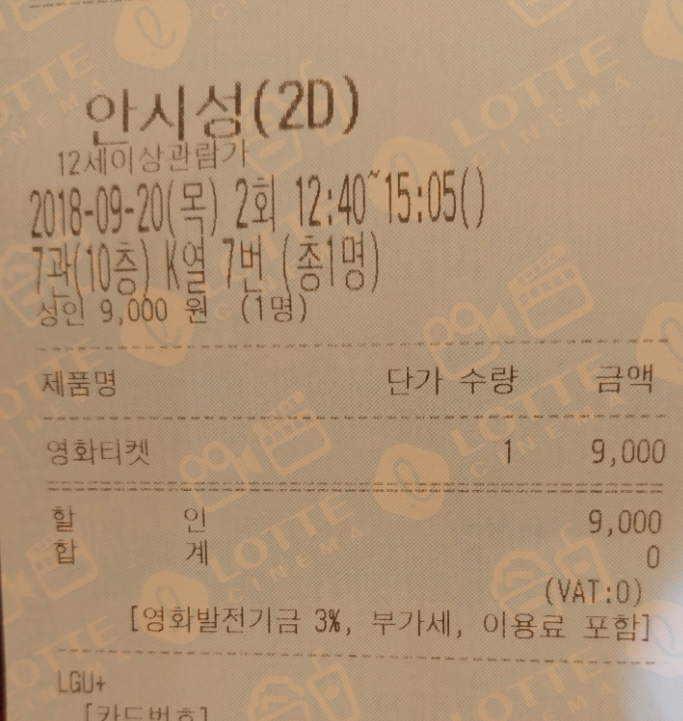 안시성(2D)
12세이상관람가
2018-09-20(목) 2회 12:40~15:05()
7관(10층) K열 7번 (총1명)
성인 9,000 원 (1명)
제품명 단가 수량 금액
영화티켓 1 9,000
할 인 9,000
합 계 0
(VAT:0)
[영화발전기금 3%, 부가세, 이용료 포함]
LGU+
[카드번호]
LOTTE
CINEMA